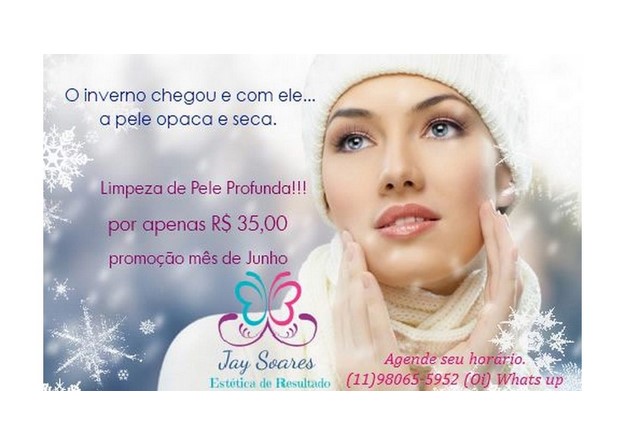 O inverno chegou e com ele...
a pele opaca e seca.
Limpeza de Pele Profunda!!!
por apenas R$ 35,00
promoção mês de Junho
Jay Soares
Estética de Resultado
Agende seu horário.
(11)98065-5952 (Oi) Whats up